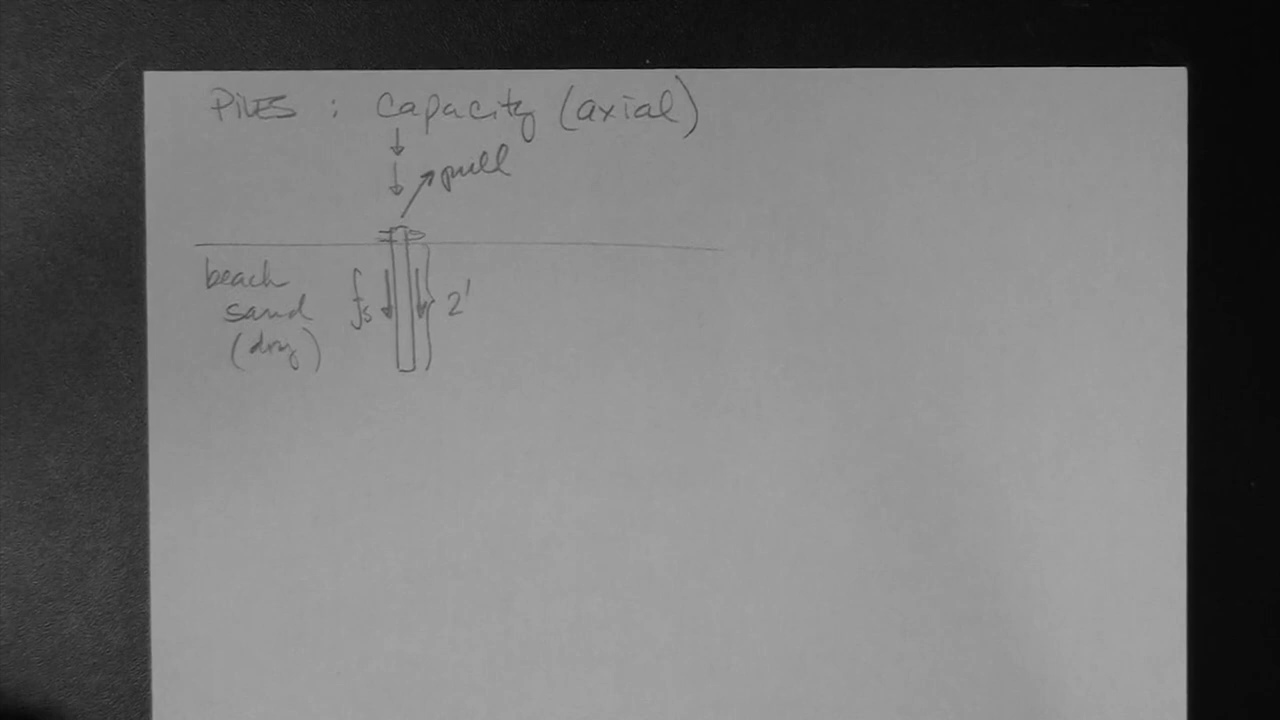 PILES : Capacity (axial)
pull
beach
sand
(dry)
fs
2'